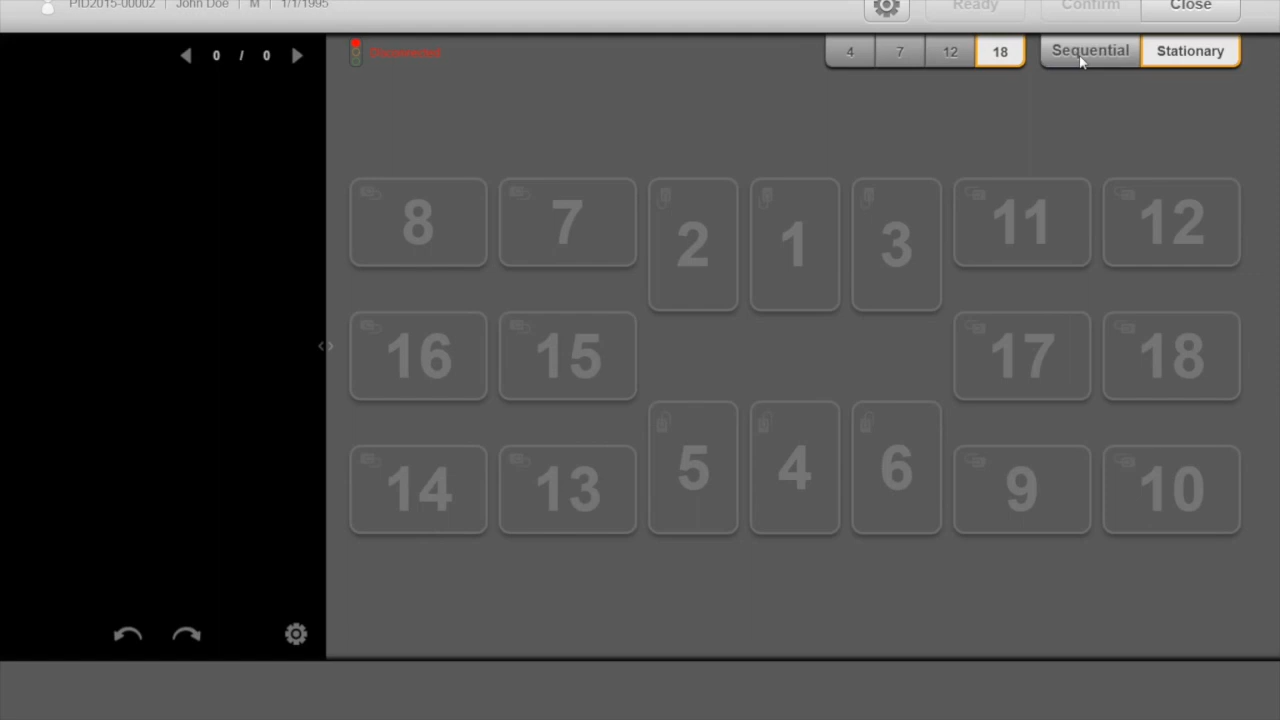 PID2015-00002 | John Doe | M | 1/1/1995 Ready Confirm Close
0 / 0 Disconnected 4 7 12 18 Sequential Stationary
8 7 2 1 3 11 12
16 15 17 18
14 13 5 4 6 9 10